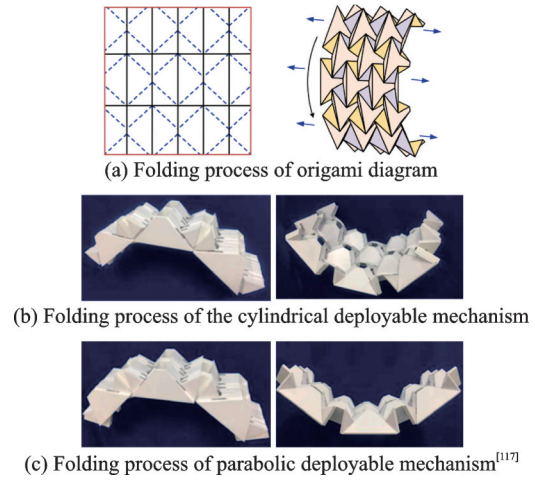 (a) Folding process of origami diagram
(b) Folding process of the cylindrical deployable mechanism
(c) Folding process of parabolic deployable mechanism[117]